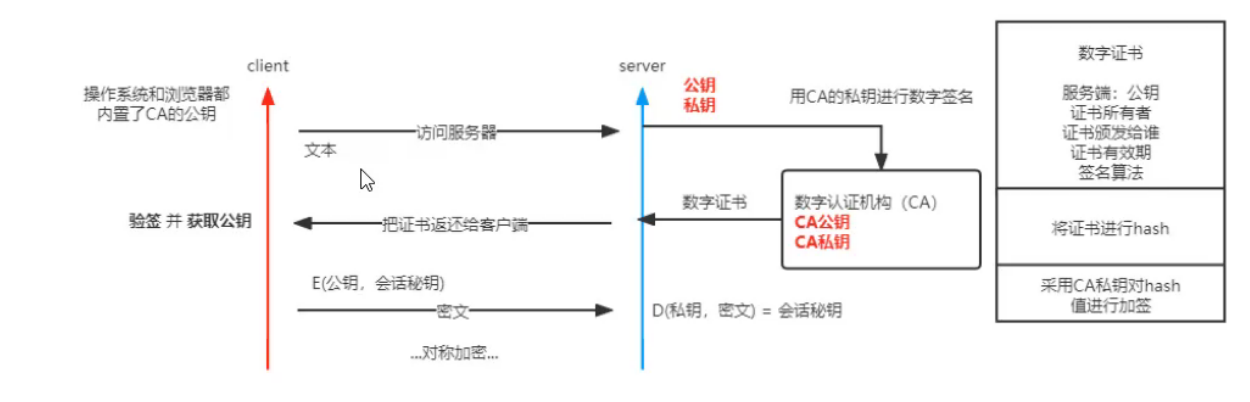 client
操作系统和浏览器都
内置了CA的公钥
访问服务器
文本
验签 并 获取公钥
把证书返还给客户端
E(公钥，会话秘钥)
密文
...对称加密...
server
公钥
私钥
用CA的私钥进行数字签名
数字证书
数字认证机构（CA）
CA公钥
CA私钥
D(私钥，密文) = 会话秘钥
数字证书
服务端：公钥
证书所有者
证书颁发给谁
证书有效期
签名算法
将证书进行hash
采用CA私钥对hash
值进行加签